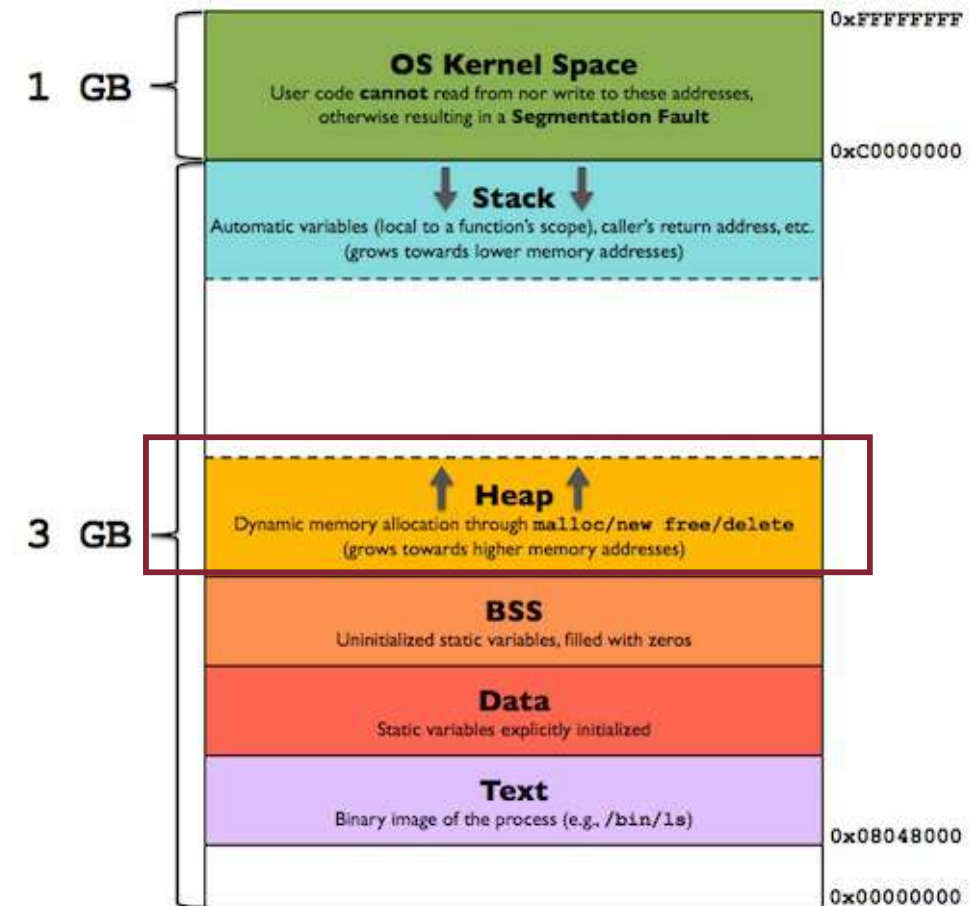 0xFFFFFFFF
1 GB
OS Kernel Space
User code cannot read from nor write to these addresses,
otherwise resulting in a Segmentation Fault
0xC0000000
Stack
Automatic variables (local to a function's scope), caller's return address, etc.
(grows towards lower memory addresses)
3 GB
Heap
Dynamic memory allocation through malloc/new free/delete
(grows towards higher memory addresses)
BSS
Uninitialized static variables, filled with zeros
Data
Static variables explicitly initialized
Text
Binary image of the process (e.g., /bin/ls)
0x08048000
0x00000000